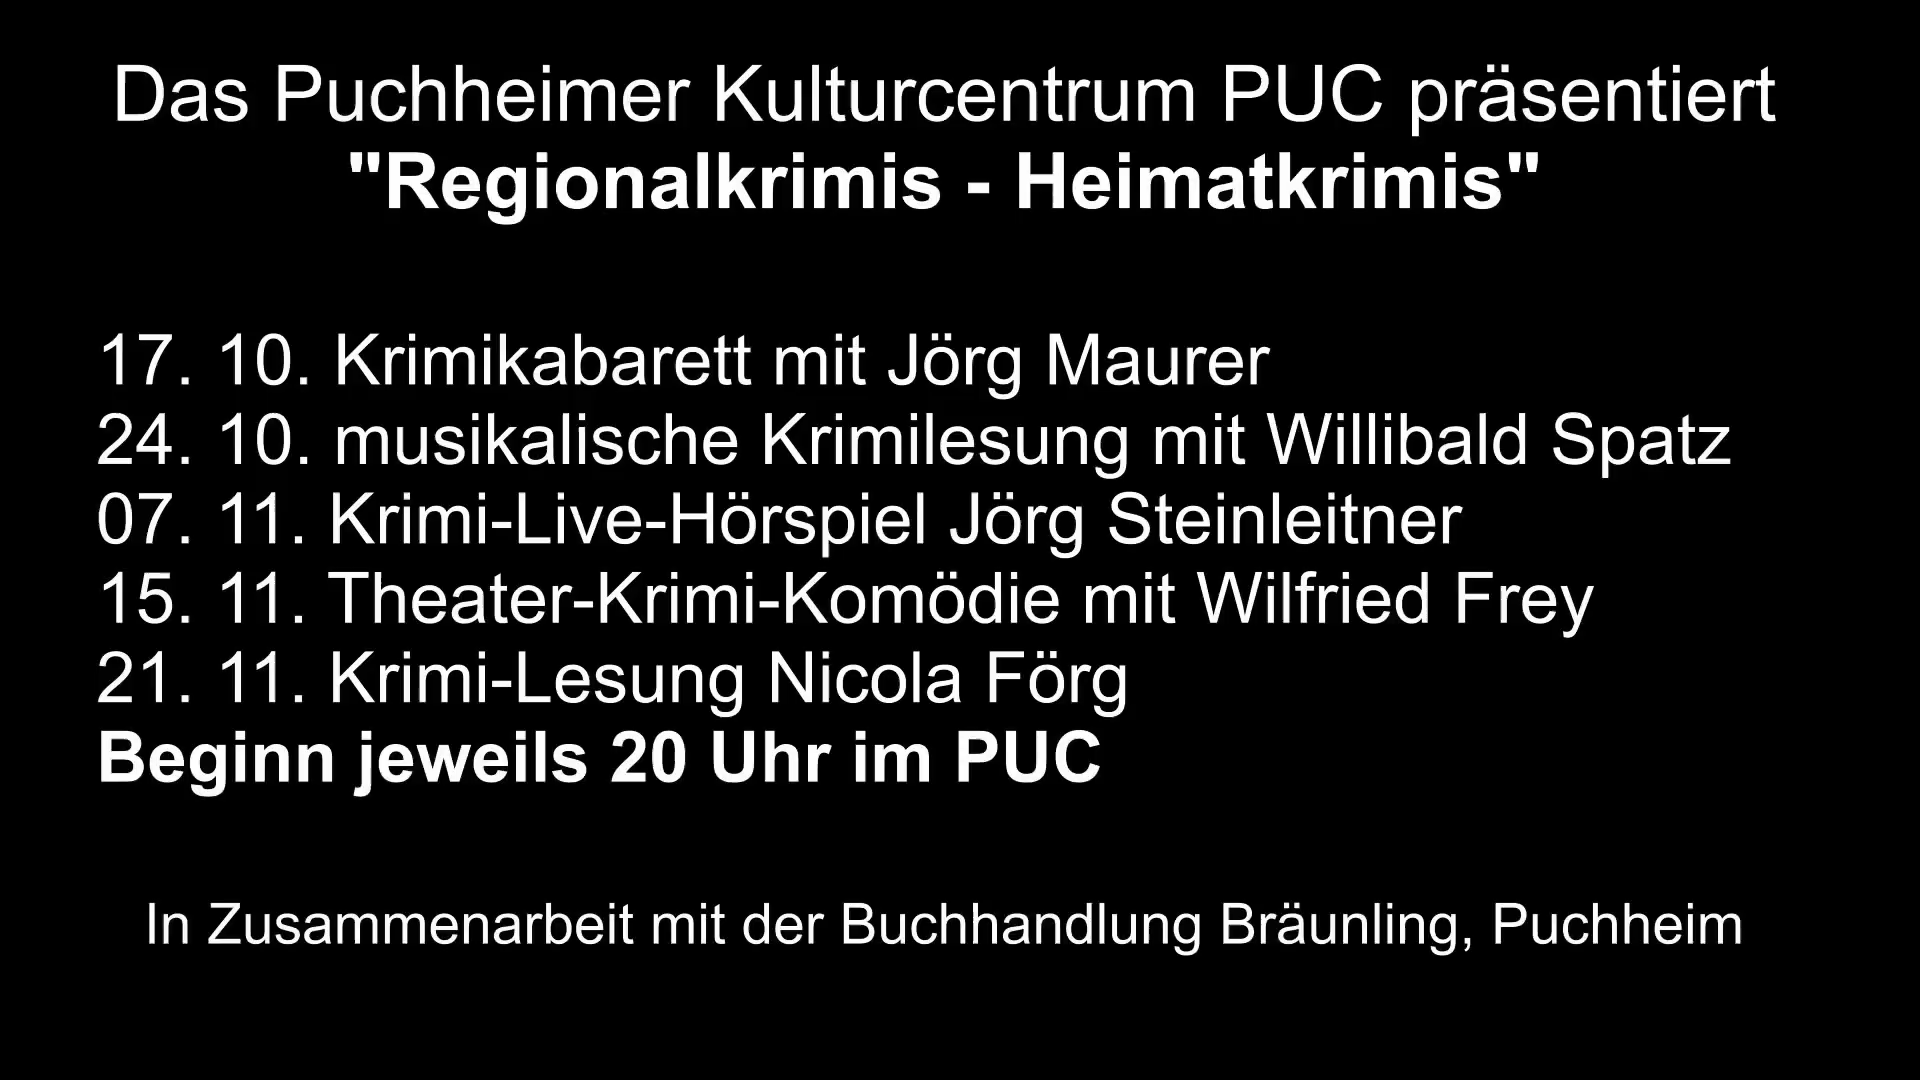 Das Puchheimer Kulturcentrum PUC präsentiert
"Regionalkrimis - Heimatkrimis"
17. 10. Krimikabarett mit Jörg Maurer
24. 10. musikalische Krimilesung mit Willibald Spatz
07. 11. Krimi-Live-Hörspiel Jörg Steinleitner
15. 11. Theater-Krimi-Komödie mit Wilfried Frey
21. 11. Krimi-Lesung Nicola Förg
Beginn jeweils 20 Uhr im PUC
In Zusammenarbeit mit der Buchhandlung Bräunling, Puchheim